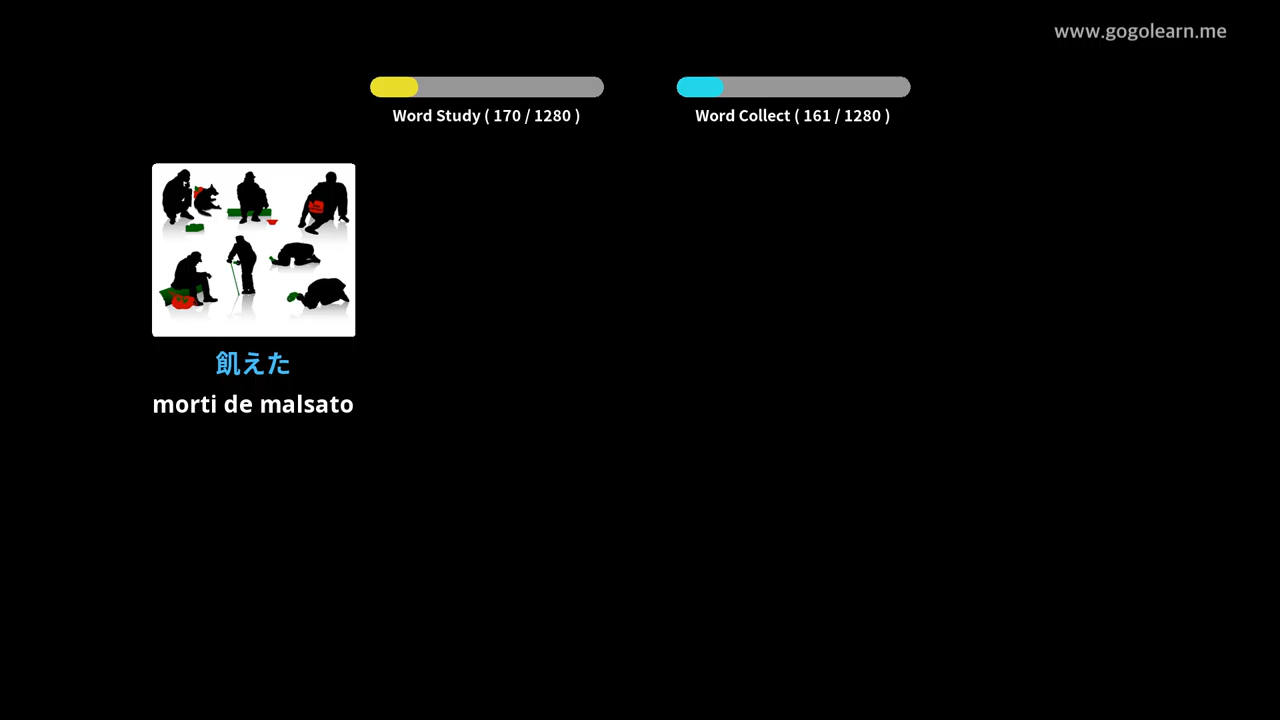 www.gogolearn.me
Word Study ( 170 / 1280 )
Word Collect ( 161 / 1280 )
飢えた
morti de malsato